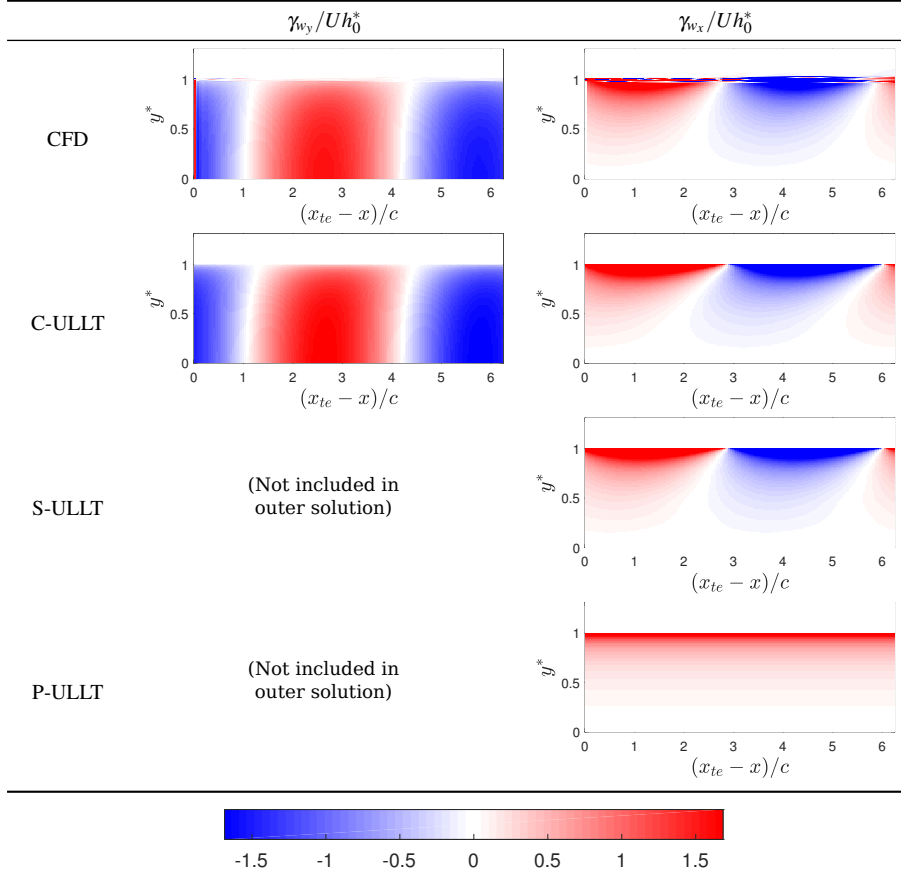 γ_{w_y}/Uh_0^* γ_{w_x}/Uh_0^*
CFD
y*
1
0.5
0
0 1 2 3 4 5 6
(x_{te} − x)/c
y*
1
0.5
0
0 1 2 3 4 5 6
(x_{te} − x)/c
C-ULLT
y*
1
0.5
0
0 1 2 3 4 5 6
(x_{te} − x)/c
y*
1
0.5
0
0 1 2 3 4 5 6
(x_{te} − x)/c
S-ULLT
(Not included in
outer solution)
y*
1
0.5
0
0 1 2 3 4 5 6
(x_{te} − x)/c
P-ULLT
(Not included in
outer solution)
y*
1
0.5
0
0 1 2 3 4 5 6
(x_{te} − x)/c
-1.5 -1 -0.5 0 0.5 1 1.5